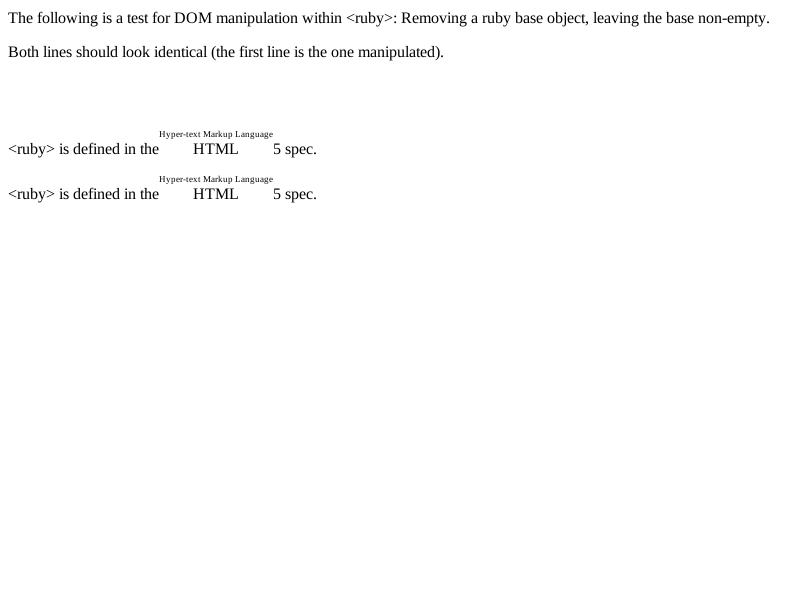 The following is a test for DOM manipulation within <ruby>: Removing a ruby base object, leaving the base non-empty.
Both lines should look identical (the first line is the one manipulated).
Hyper-text Markup Language
<ruby> is defined in the HTML 5 spec.
Hyper-text Markup Language
<ruby> is defined in the HTML 5 spec.